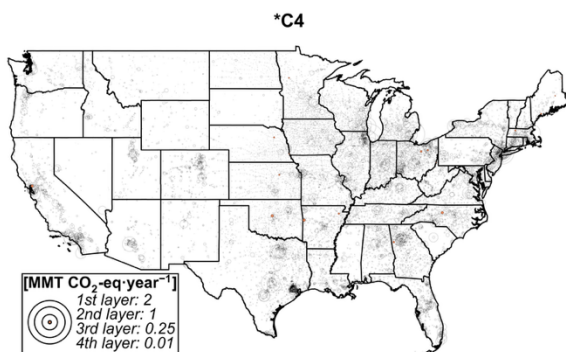 *C4
[MMT CO₂-eq·year⁻¹]
1st layer: 2
2nd layer: 1
3rd layer: 0.25
4th layer: 0.01